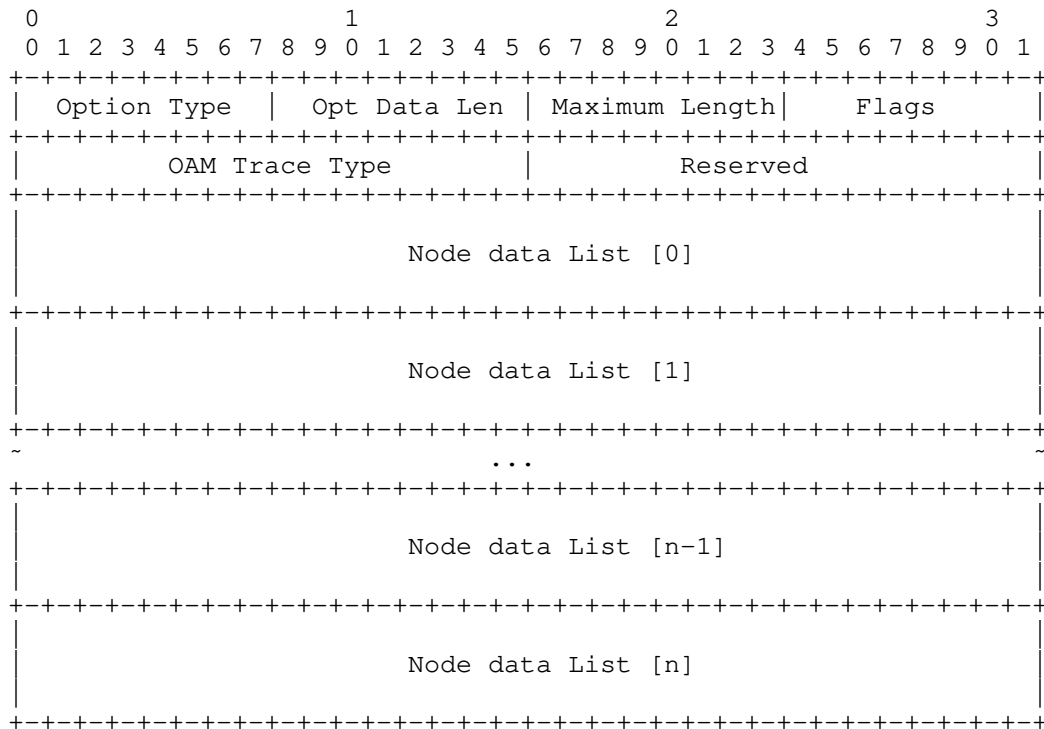 0                   1                   2                   3
 0 1 2 3 4 5 6 7 8 9 0 1 2 3 4 5 6 7 8 9 0 1 2 3 4 5 6 7 8 9 0 1
+-+-+-+-+-+-+-+-+-+-+-+-+-+-+-+-+-+-+-+-+-+-+-+-+-+-+-+-+-+-+-+-+
|  Option Type  |  Opt Data Len | Maximum Length|    Flags      |
+-+-+-+-+-+-+-+-+-+-+-+-+-+-+-+-+-+-+-+-+-+-+-+-+-+-+-+-+-+-+-+-+
|         OAM Trace Type        |         Reserved              |
+-+-+-+-+-+-+-+-+-+-+-+-+-+-+-+-+-+-+-+-+-+-+-+-+-+-+-+-+-+-+-+-+
|                                                               |
|                        Node data List [0]                     |
|                                                               |
+-+-+-+-+-+-+-+-+-+-+-+-+-+-+-+-+-+-+-+-+-+-+-+-+-+-+-+-+-+-+-+-+
|                                                               |
|                        Node data List [1]                     |
|                                                               |
+-+-+-+-+-+-+-+-+-+-+-+-+-+-+-+-+-+-+-+-+-+-+-+-+-+-+-+-+-+-+-+-+
~                             ...                               ~
+-+-+-+-+-+-+-+-+-+-+-+-+-+-+-+-+-+-+-+-+-+-+-+-+-+-+-+-+-+-+-+-+
|                                                               |
|                        Node data List [n-1]                   |
|                                                               |
+-+-+-+-+-+-+-+-+-+-+-+-+-+-+-+-+-+-+-+-+-+-+-+-+-+-+-+-+-+-+-+-+
|                                                               |
|                        Node data List [n]                     |
|                                                               |
+-+-+-+-+-+-+-+-+-+-+-+-+-+-+-+-+-+-+-+-+-+-+-+-+-+-+-+-+-+-+-+-+